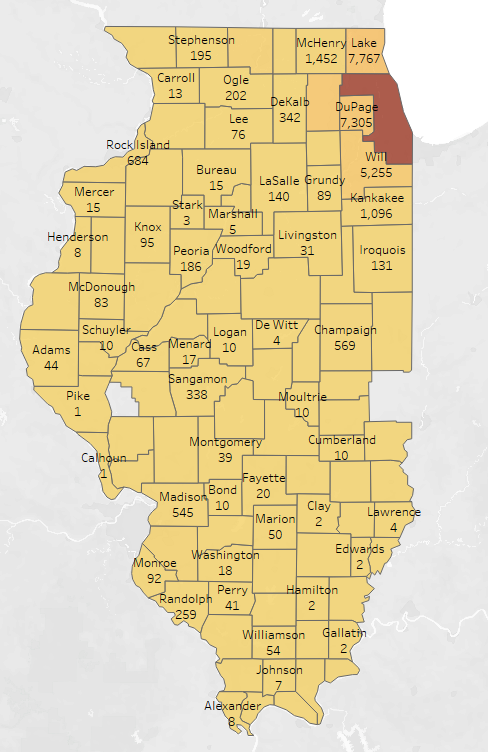 Stephenson
195
McHenry
1,452
Lake
7,767
Carroll
13
Ogle
202
DeKalb
342
DuPage
7,305
Lee
76
Rock Island
684
Will
5,255
Bureau
15
LaSalle
140
Grundy
89
Kankakee
1,096
Mercer
15
Stark
3
Marshall
5
Henderson
8
Knox
95
Peoria
186
Woodford
19
Livingston
31
Iroquois
131
McDonough
83
Schuyler
10
Adams
44
Cass
67
Menard
17
Logan
10
De Witt
4
Champaign
569
Sangamon
338
Pike
1
Moultrie
10
Montgomery
39
Cumberland
10
Calhoun
1
Madison
545
Bond
10
Fayette
20
Clay
2
Lawrence
4
Marion
50
Monroe
92
Washington
18
Edwards
2
Randolph
259
Perry
41
Hamilton
2
Williamson
54
Gallatin
2
Johnson
7
Alexander
8